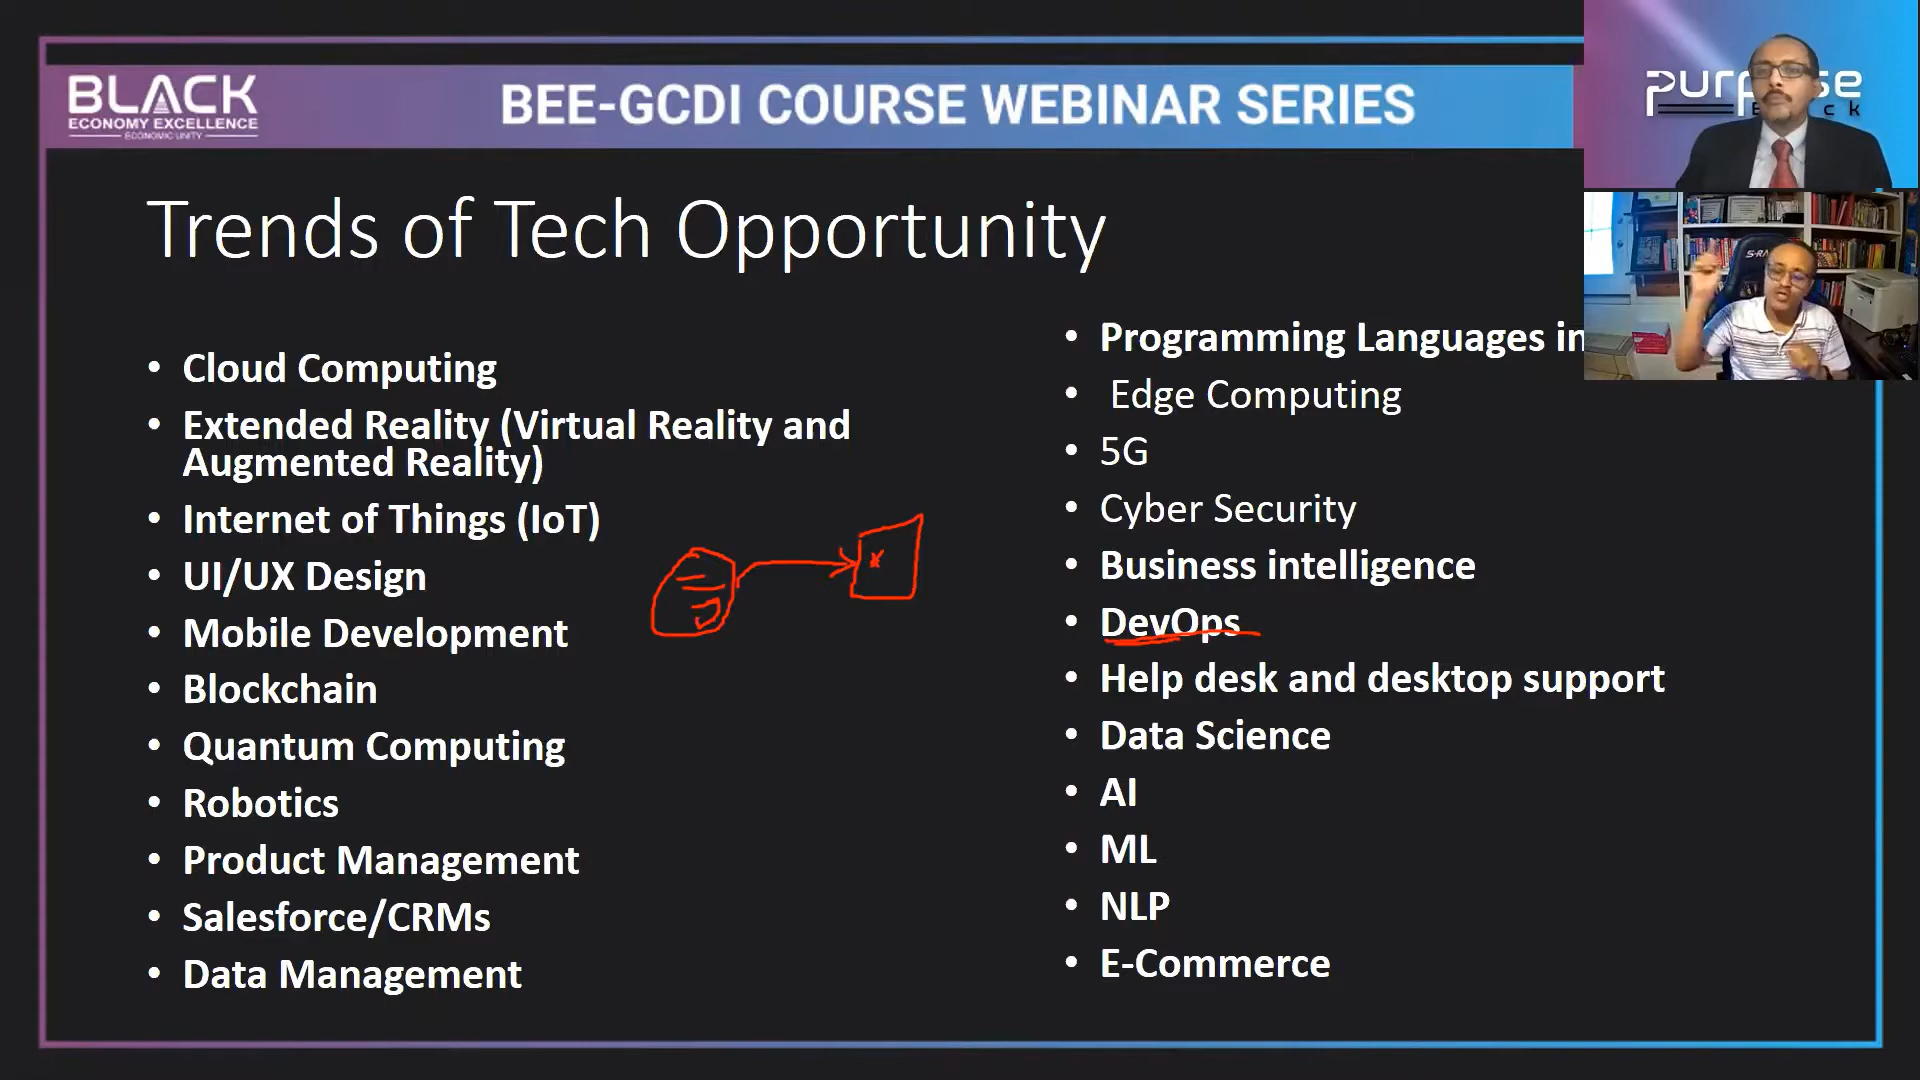 BLACK
ECONOMY EXCELLENCE
ECONOMIC UNITY
BEE-GCDI COURSE WEBINAR SERIES
Trends of Tech Opportunity
• Cloud Computing
• Extended Reality (Virtual Reality and
Augmented Reality)
• Internet of Things (IoT)
• UI/UX Design
• Mobile Development
• Blockchain
• Quantum Computing
• Robotics
• Product Management
• Salesforce/CRMs
• Data Management
• Programming Languages in
• Edge Computing
• 5G
• Cyber Security
• Business intelligence
• DevOps
• Help desk and desktop support
• Data Science
• AI
• ML
• NLP
• E-Commerce